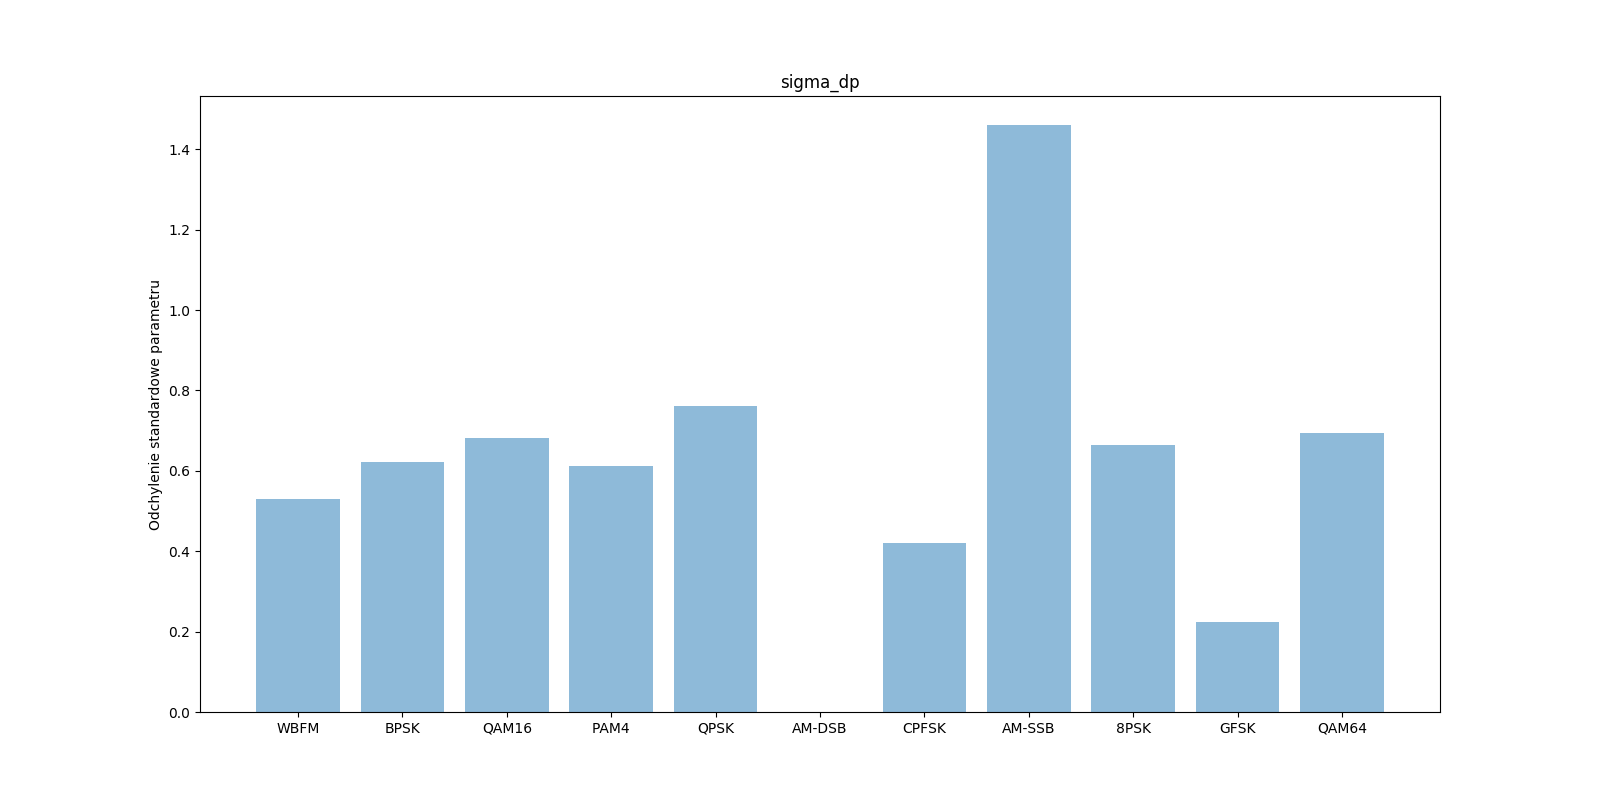 sigma_dp
Odchylenie standardowe parametru
1.4
1.2
1.0
0.8
0.6
0.4
0.2
0.0
WBFM BPSK QAM16 PAM4 QPSK AM-DSB CPFSK AM-SSB 8PSK GFSK QAM64